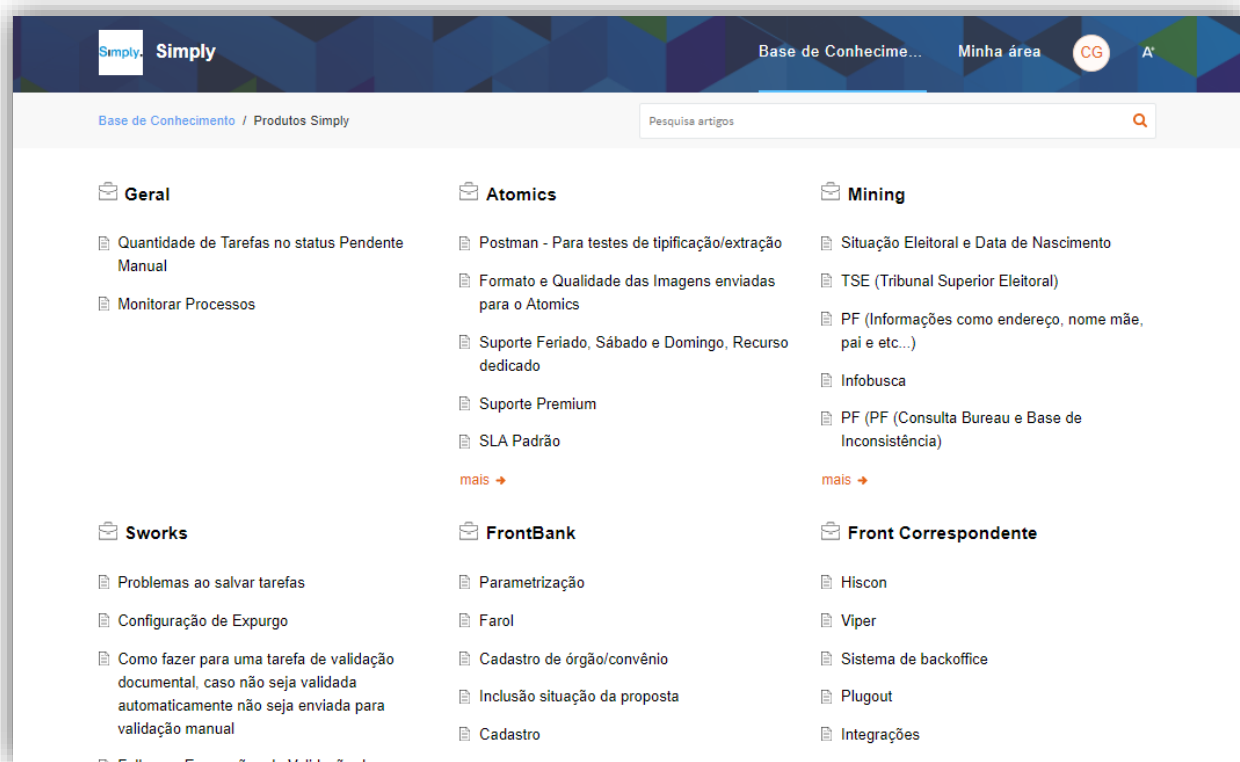 Simply. Simply
Base de Conhecime...
Minha área
CG
A+
Base de Conhecimento / Produtos Simply
Pesquisa artigos
Geral
Quantidade de Tarefas no status Pendente
Manual
Monitorar Processos
Atomics
Postman - Para testes de tipificação/extração
Formato e Qualidade das Imagens enviadas
para o Atomics
Suporte Feriado, Sábado e Domingo, Recurso
dedicado
Suporte Premium
SLA Padrão
mais
Mining
Situação Eleitoral e Data de Nascimento
TSE (Tribunal Superior Eleitoral)
PF (Informações como endereço, nome mãe,
pai e etc...)
Infobusca
PF (PF (Consulta Bureau e Base de
Inconsistência)
mais
Sworks
Problemas ao salvar tarefas
Configuração de Expurgo
Como fazer para uma tarefa de validação
documental, caso não seja validada
automaticamente não seja enviada para
validação manual
FrontBank
Parametrização
Farol
Cadastro de órgão/convênio
Inclusão situação da proposta
Cadastro
Front Correspondente
Hiscon
Viper
Sistema de backoffice
Plugout
Integrações